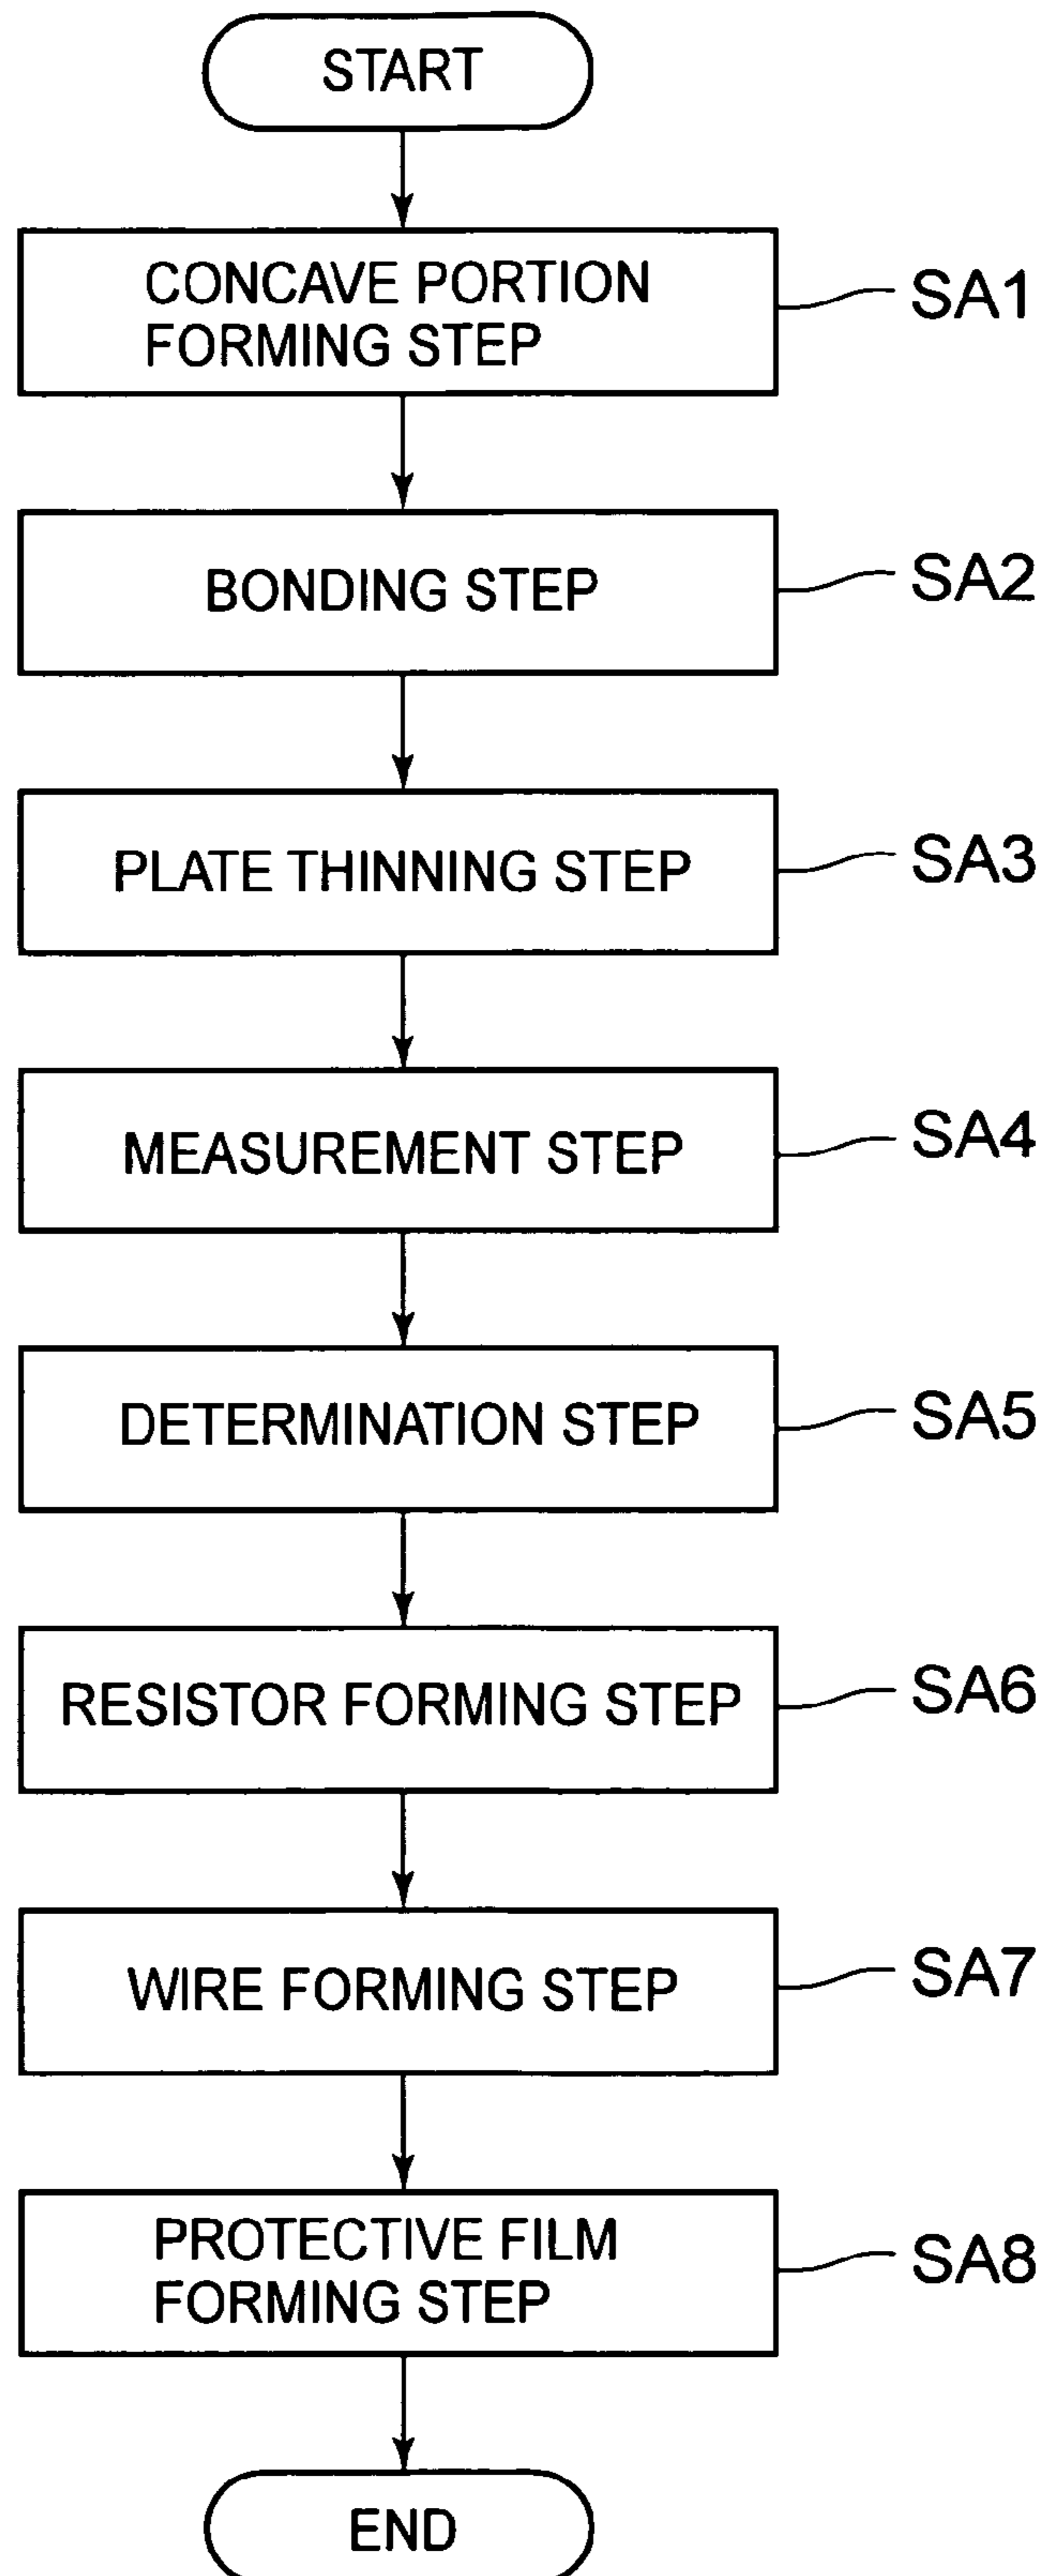 START
CONCAVE PORTION
FORMING STEP
SA1
BONDING STEP
SA2
PLATE THINNING STEP
SA3
MEASUREMENT STEP
SA4
DETERMINATION STEP
SA5
RESISTOR FORMING STEP
SA6
WIRE FORMING STEP
SA7
PROTECTIVE FILM
FORMING STEP
SA8
END